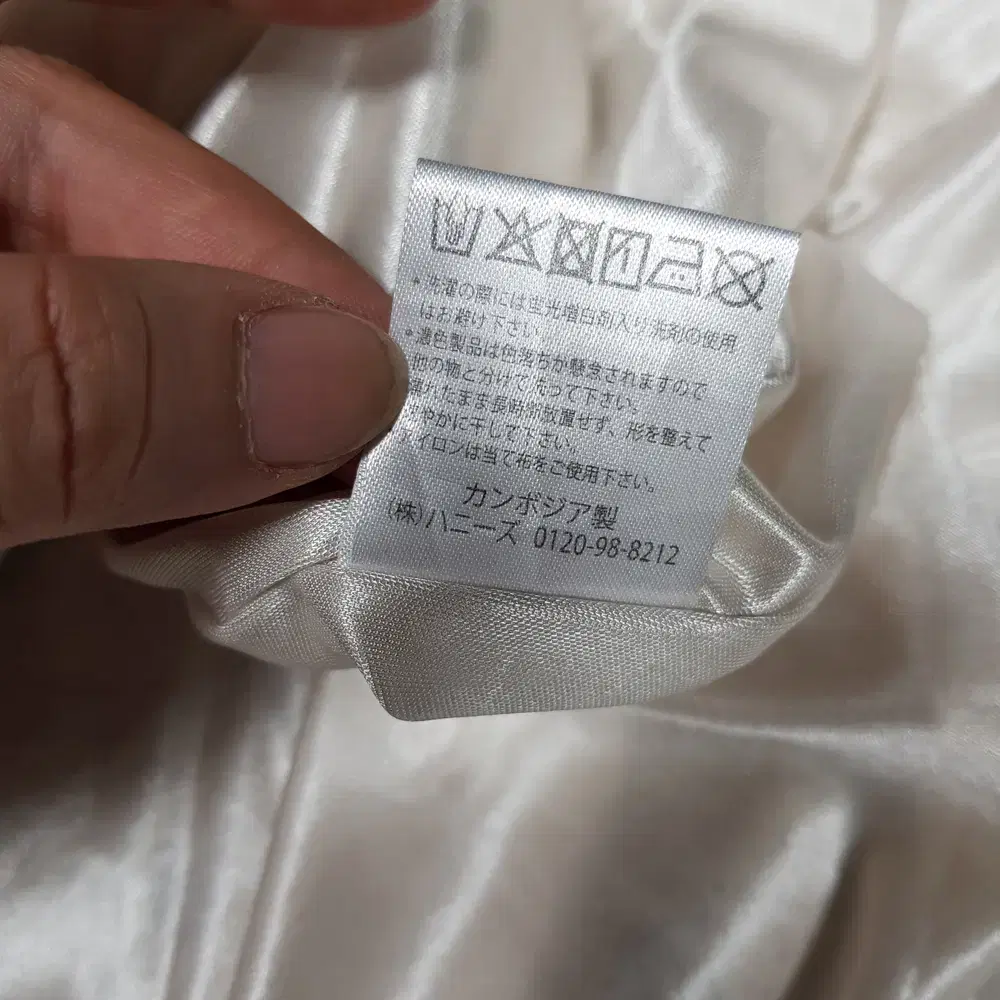 ・洗濯の際には蛍光増白剤入り洗剤の使用
はお避け下さい。
・濃色製品は色落ちが懸念されますので
他の物と分けて洗って下さい。
たまま長時間放置せず、形を整えて
やかに干して下さい。
イロンは当て布をご使用下さい。
カンボジア製
(株)ハニーズ 0120-98-8212